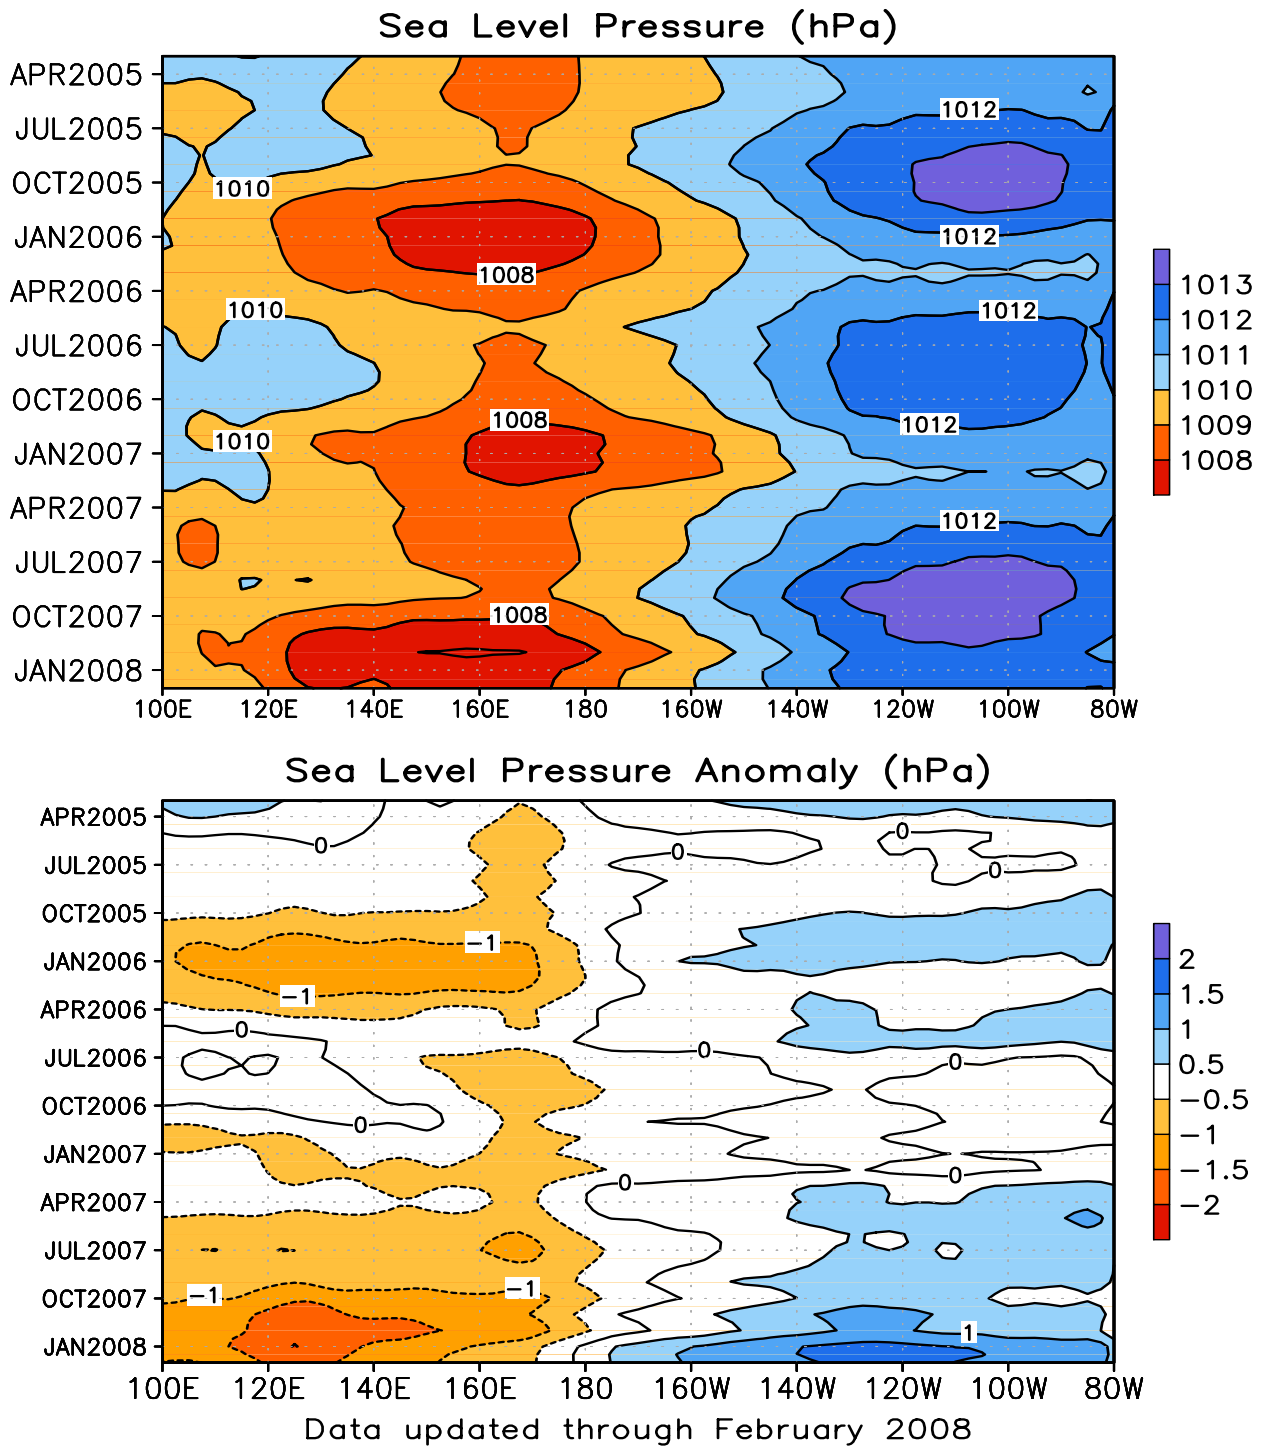 Sea Level Pressure (hPa)
APR2005
JUL2005
OCT2005
JAN2006
APR2006
JUL2006
OCT2006
JAN2007
APR2007
JUL2007
OCT2007
JAN2008
1012
1010
1012
1008
1010
1012
1008
1012
1010
1012
1008
1013
1012
1011
1010
1009
1008
100E 120E 140E 160E 180 160W 140W 120W 100W 80W
Sea Level Pressure Anomaly (hPa)
APR2005
JUL2005
OCT2005
JAN2006
APR2006
JUL2006
OCT2006
JAN2007
APR2007
JUL2007
OCT2007
JAN2008
0
0
0
0
−1
−1
0
0
0
0
0
0
−1
−1
1
2
1.5
1
0.5
−0.5
−1
−1.5
−2
100E 120E 140E 160E 180 160W 140W 120W 100W 80W
Data updated through February 2008